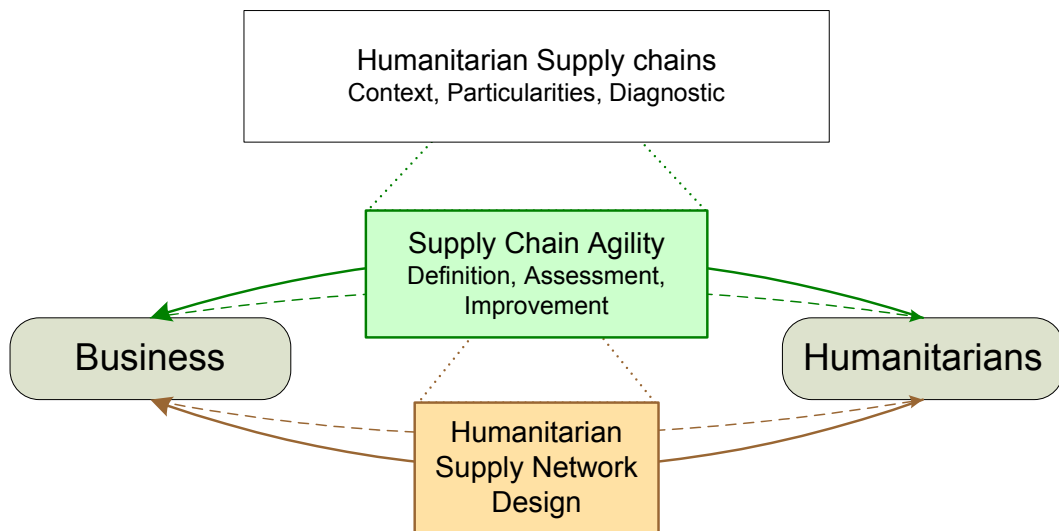 Humanitarian Supply chains
Context, Particularities, Diagnostic
Supply Chain Agility
Definition, Assessment,
Improvement
Business
Humanitarians
Humanitarian
Supply Network
Design